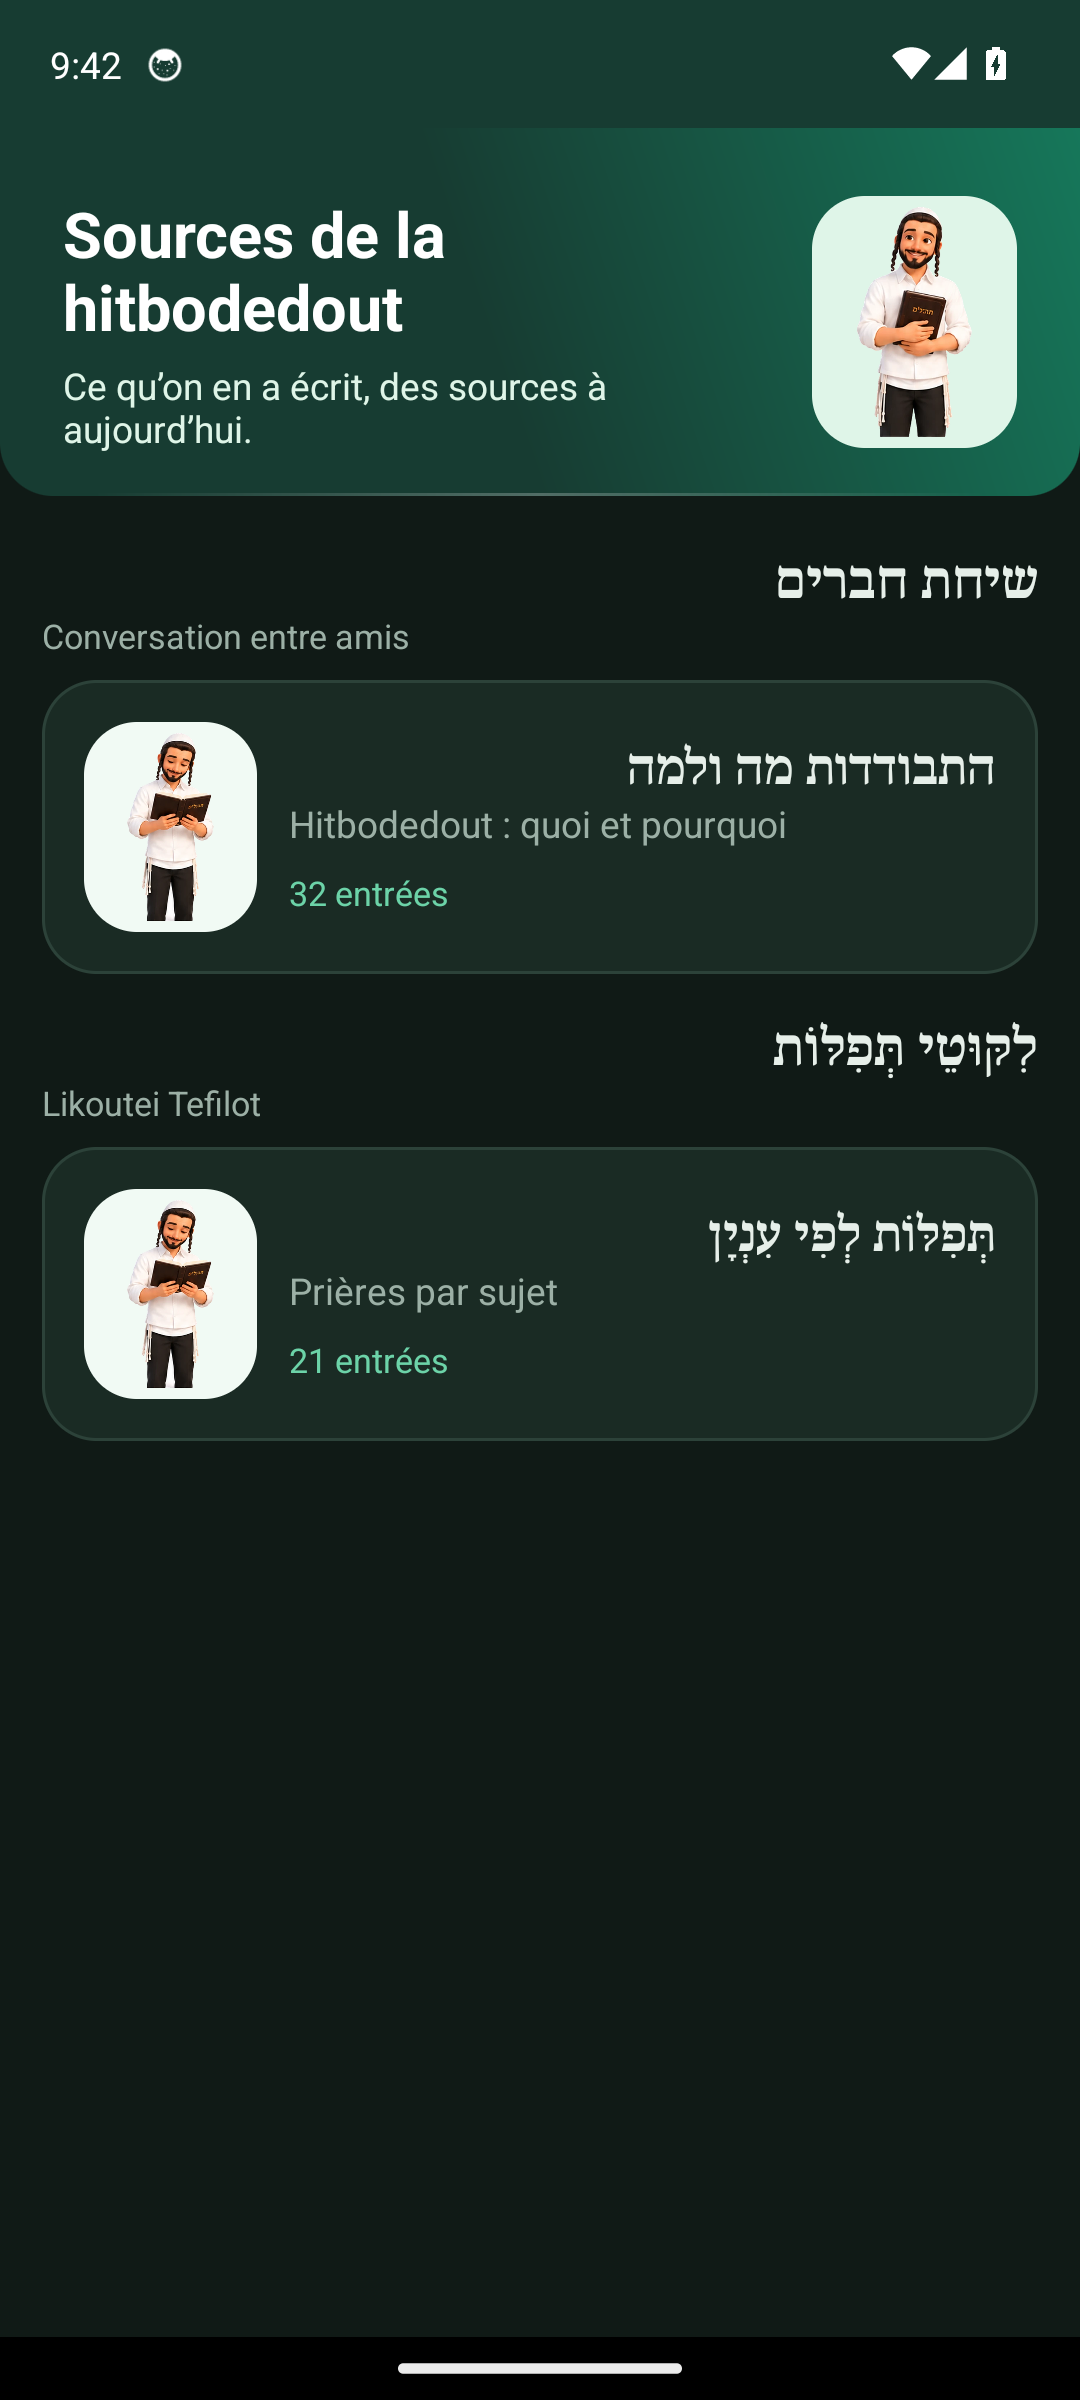 9:42
Sources de la
hitbodedout
Ce qu’on en a écrit, des sources à
aujourd’hui.
שיחת חברים
Conversation entre amis
התבודדות מה ולמה
Hitbodedout : quoi et pourquoi
32 entrées
לִקּוּטֵי תְּפִלּוֹת
Likoutei Tefilot
תְּפִלּוֹת לְפִי עִנְיָן
Prières par sujet
21 entrées